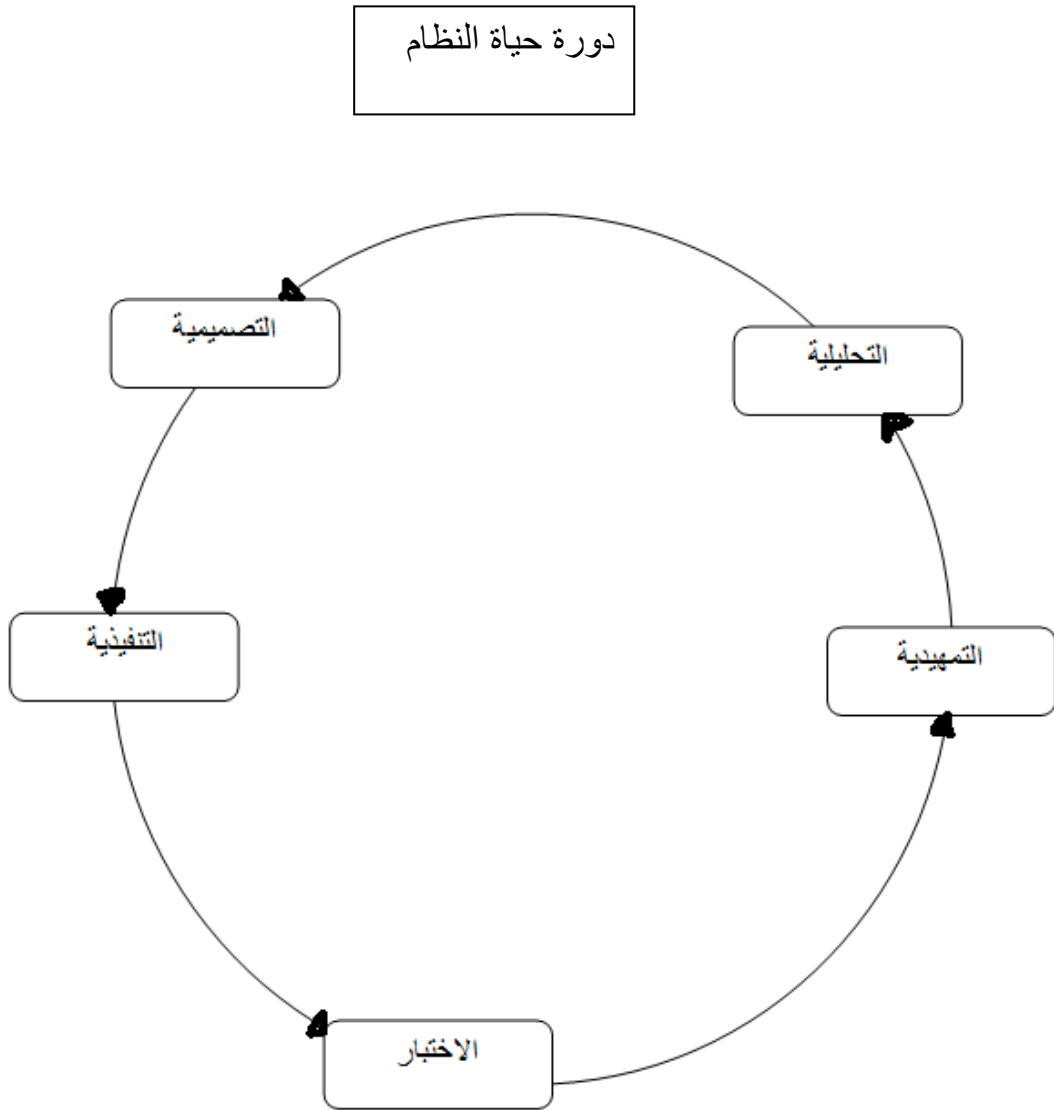 دورة حياة النظام
التحليلية
التصميمية
التنفيذية
التمهيدية
الاختبار